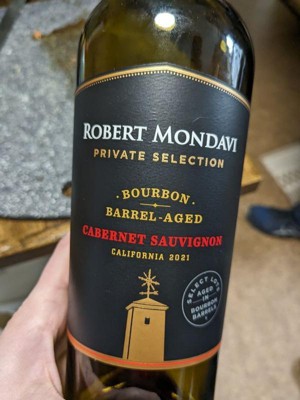 ROBERT MONDAVI
PRIVATE SELECTION
·BOURBON·
BARREL-AGED
CABERNET SAUVIGNON
CALIFORNIA 2021
SELECT LOTS
AGED
IN
BOURBON
BARRELS